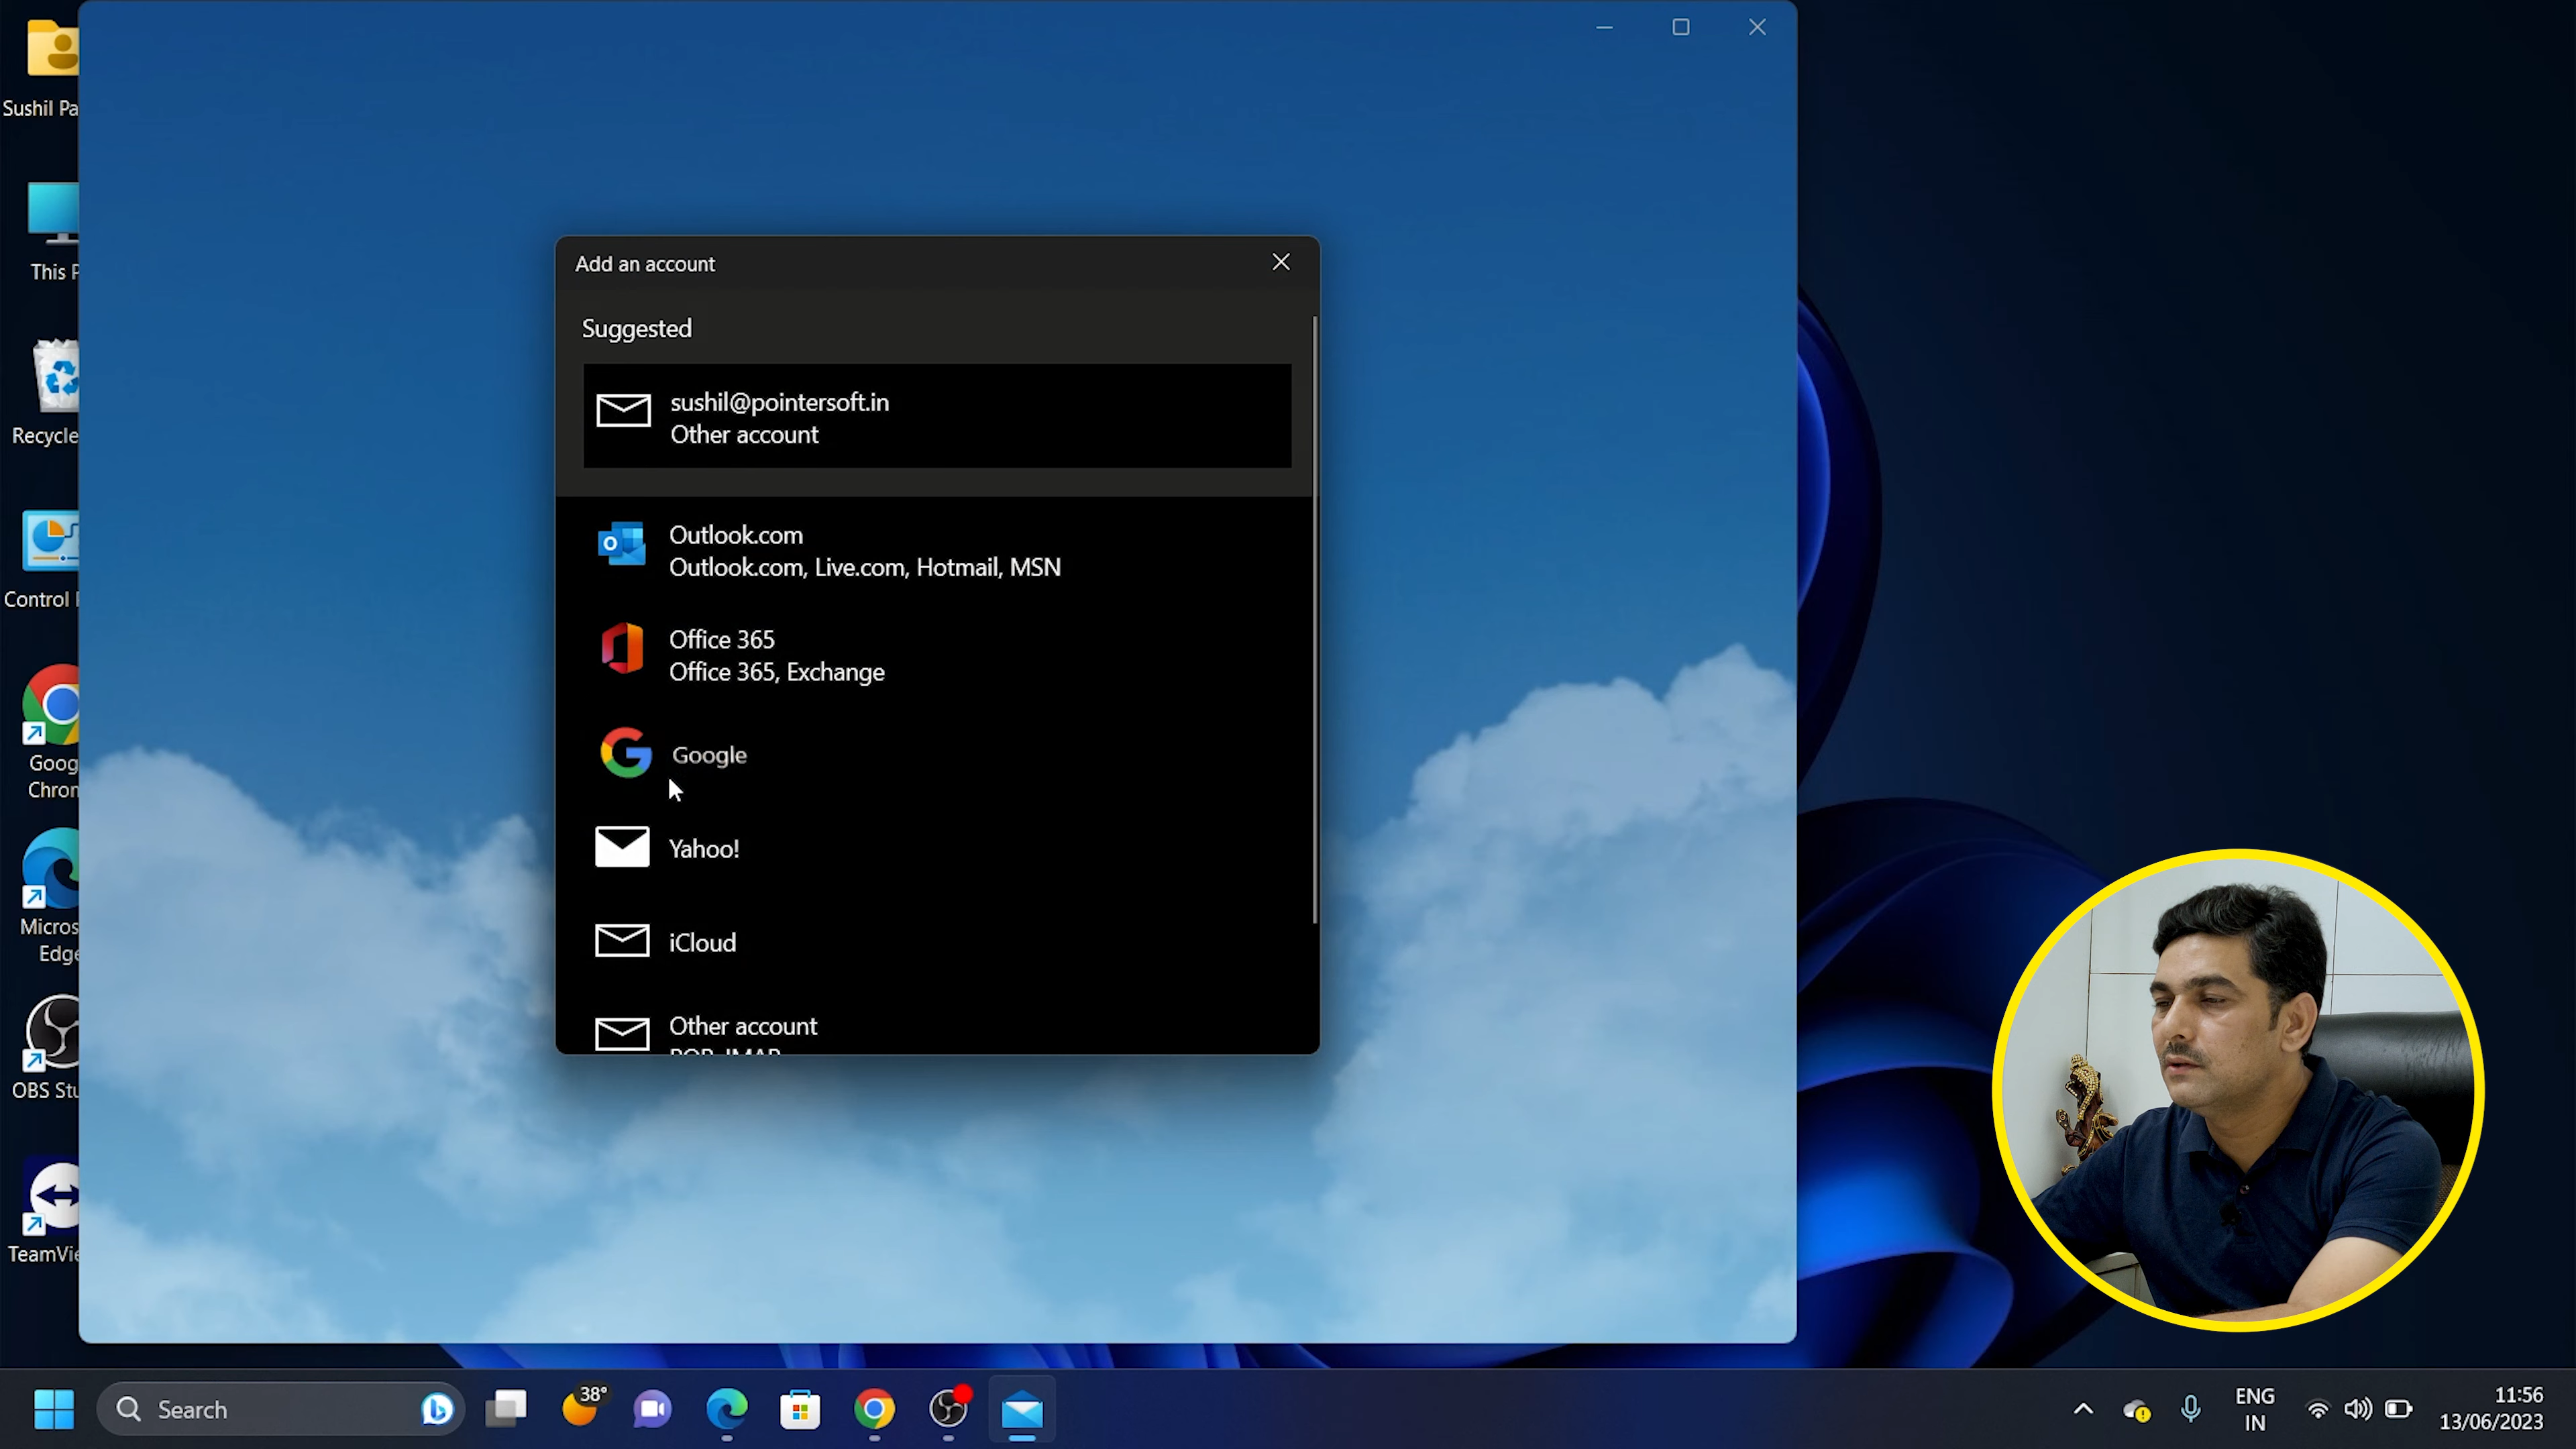 Sushil Pa
This P
Recycle
Control
Goog
Chron
Micros
Edge
OBS Stu
TeamVie
Add an account
Suggested
sushil@pointersoft.in
Other account
Outlook.com
Outlook.com, Live.com, Hotmail, MSN
Office 365
Office 365, Exchange
Google
Yahoo!
iCloud
Other account
POP, IMAP
Search
38°
ENG
IN
11:56
13/06/2023